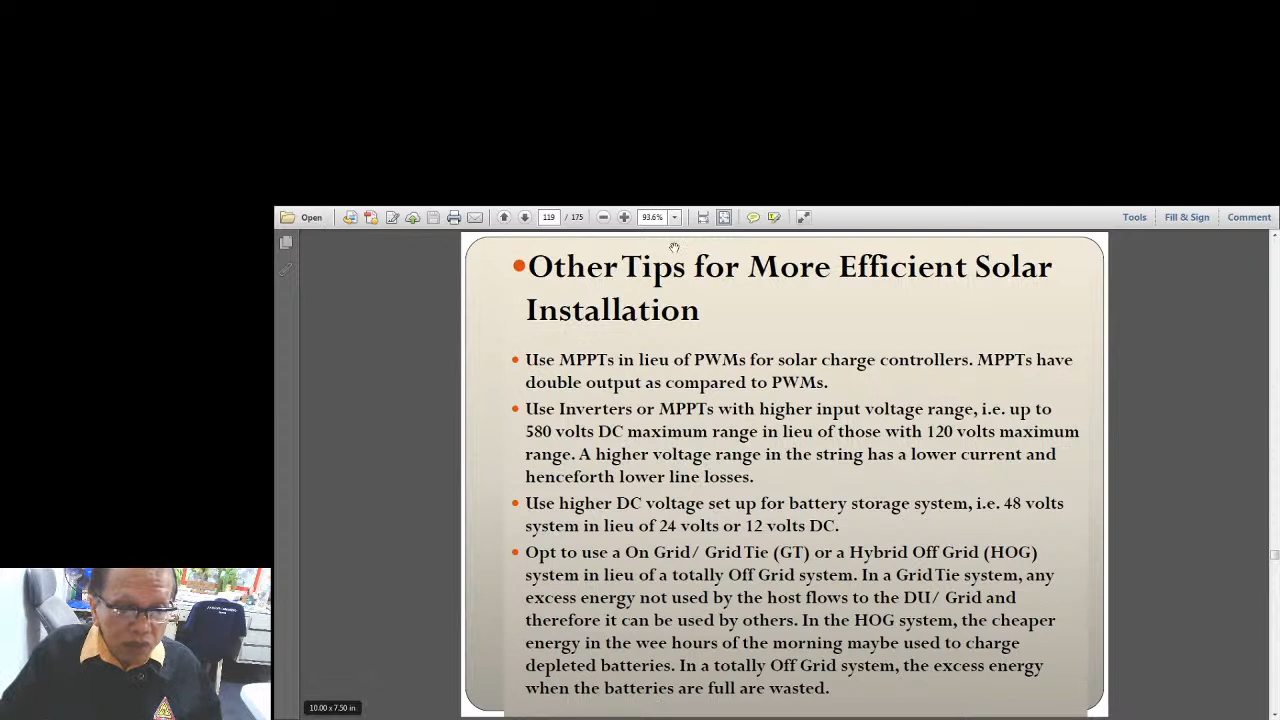 Open
119
/ 175
93.6%
Tools
Fill & Sign
Comment
•Other Tips for More Efficient Solar
Installation
• Use MPPTs in lieu of PWMs for solar charge controllers. MPPTs have
double output as compared to PWMs.
• Use Inverters or MPPTs with higher input voltage range, i.e. up to
580 volts DC maximum range in lieu of those with 120 volts maximum
range. A higher voltage range in the string has a lower current and
henceforth lower line losses.
• Use higher DC voltage set up for battery storage system, i.e. 48 volts
system in lieu of 24 volts or 12 volts DC.
• Opt to use a On Grid/ Grid Tie (GT) or a Hybrid Off Grid (HOG)
system in lieu of a totally Off Grid system. In a Grid Tie system, any
excess energy not used by the host flows to the DU/ Grid and
therefore it can be used by others. In the HOG system, the cheaper
energy in the wee hours of the morning maybe used to charge
depleted batteries. In a totally Off Grid system, the excess energy
when the batteries are full are wasted.
10.00 x 7.50 in